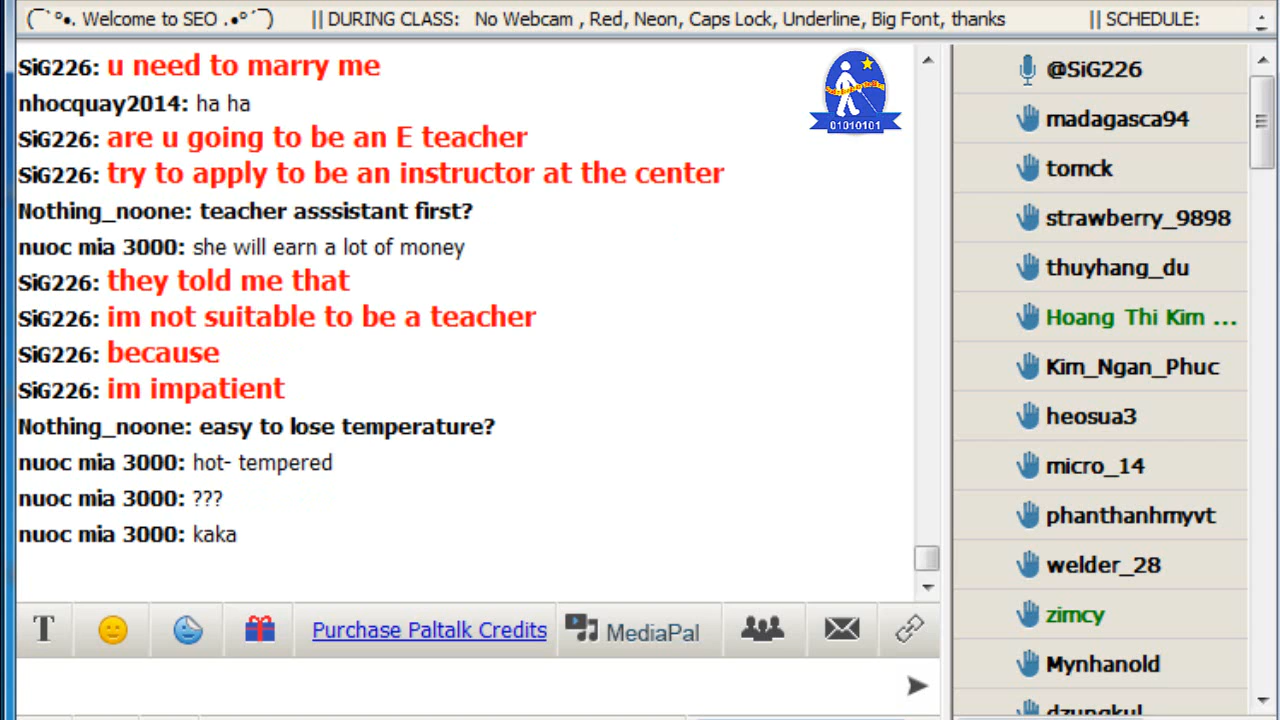 (¯`°•. Welcome to SEO .•°´¯) || DURING CLASS: No Webcam , Red, Neon, Caps Lock, Underline, Big Font, thanks || SCHEDULE:
SiG226: u need to marry me
nhocquay2014: ha ha
SiG226: are u going to be an E teacher
SiG226: try to apply to be an instructor at the center
Nothing_noone: teacher asssistant first?
nuoc mia 3000: she will earn a lot of money
SiG226: they told me that
SiG226: im not suitable to be a teacher
SiG226: because
SiG226: im impatient
Nothing_noone: easy to lose temperature?
nuoc mia 3000: hot- tempered
nuoc mia 3000: ???
nuoc mia 3000: kaka
01010101
T
Purchase Paltalk Credits
MediaPal
@SiG226
madagasca94
tomck
strawberry_9898
thuyhang_du
Hoang Thi Kim ...
Kim_Ngan_Phuc
heosua3
micro_14
phanthanhmyvt
welder_28
zimcy
Mynhanold
dzungkul